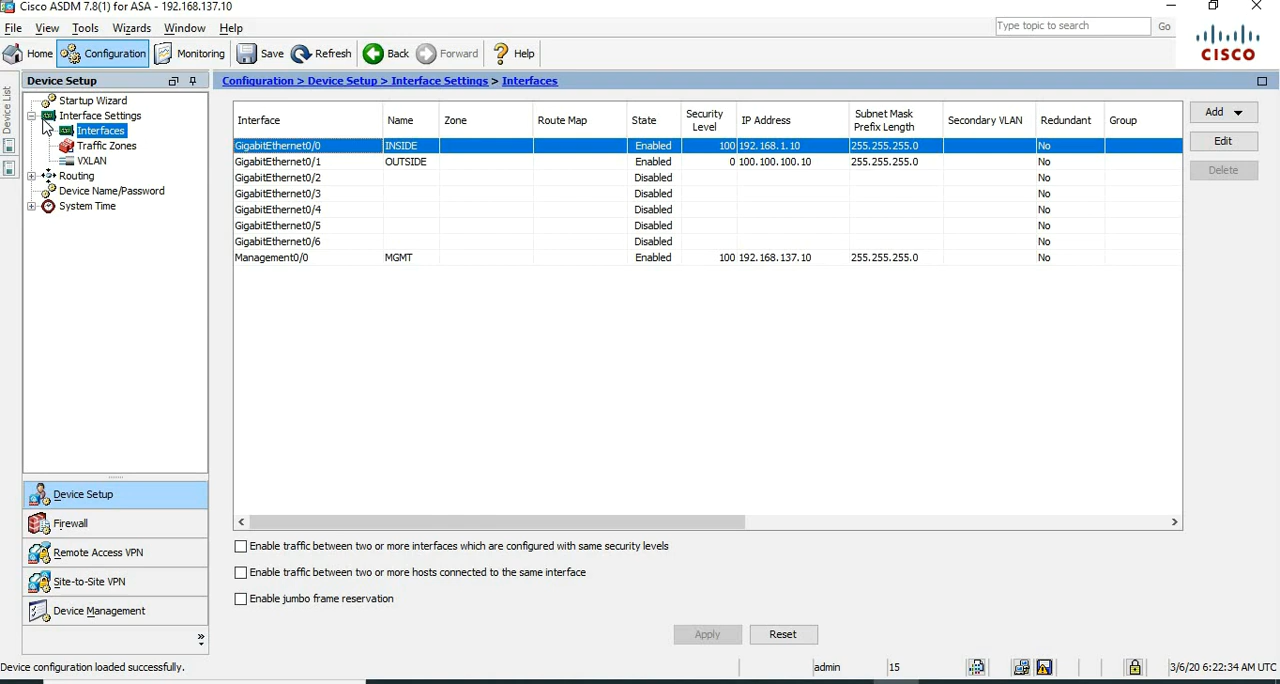 Cisco ASDM 7.8(1) for ASA - 192.168.137.10
File View Tools Wizards Window Help
Type topic to search Go
Home Configuration Monitoring Save Refresh Back Forward Help
CISCO
Device List
Device Setup
Startup Wizard
Interface Settings
Interfaces
Traffic Zones
VXLAN
Routing
Device Name/Password
System Time
Device Setup
Firewall
Remote Access VPN
Site-to-Site VPN
Device Management
Configuration > Device Setup > Interface Settings > Interfaces
Interface Name Zone Route Map State Security Level IP Address Subnet Mask Prefix Length Secondary VLAN Redundant Group
GigabitEthernet0/0 INSIDE Enabled 100 192.168.1.10 255.255.255.0 No
GigabitEthernet0/1 OUTSIDE Enabled 0 100.100.100.10 255.255.255.0 No
GigabitEthernet0/2 Disabled No
GigabitEthernet0/3 Disabled No
GigabitEthernet0/4 Disabled No
GigabitEthernet0/5 Disabled No
GigabitEthernet0/6 Disabled No
Management0/0 MGMT Enabled 100 192.168.137.10 255.255.255.0 No
Add
Edit
Delete
Enable traffic between two or more interfaces which are configured with same security levels
Enable traffic between two or more hosts connected to the same interface
Enable jumbo frame reservation
Apply Reset
Device configuration loaded successfully. admin 15 3/6/20 6:22:34 AM UTC